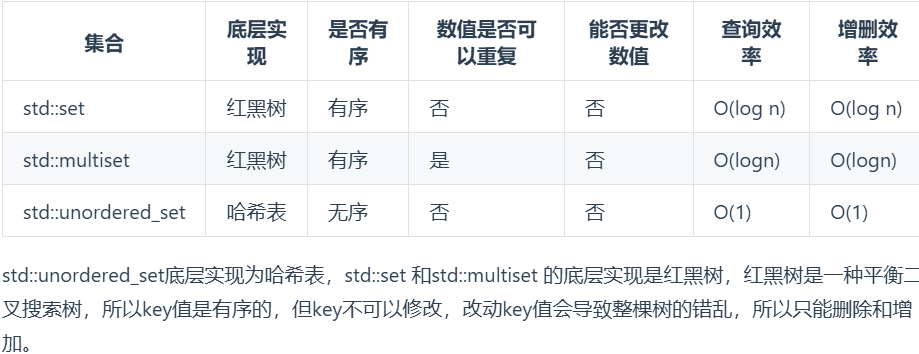 集合 底层实现 是否有序 数值是否可以重复 能否更改数值 查询效率 增删效率
std::set 红黑树 有序 否 否 O(log n) O(log n)
std::multiset 红黑树 有序 是 否 O(logn) O(logn)
std::unordered_set 哈希表 无序 否 否 O(1) O(1)
std::unordered_set底层实现为哈希表，std::set 和std::multiset 的底层实现是红黑树，红黑树是一种平衡二
叉搜索树，所以key值是有序的，但key不可以修改，改动key值会导致整棵树的错乱，所以只能删除和增
加。